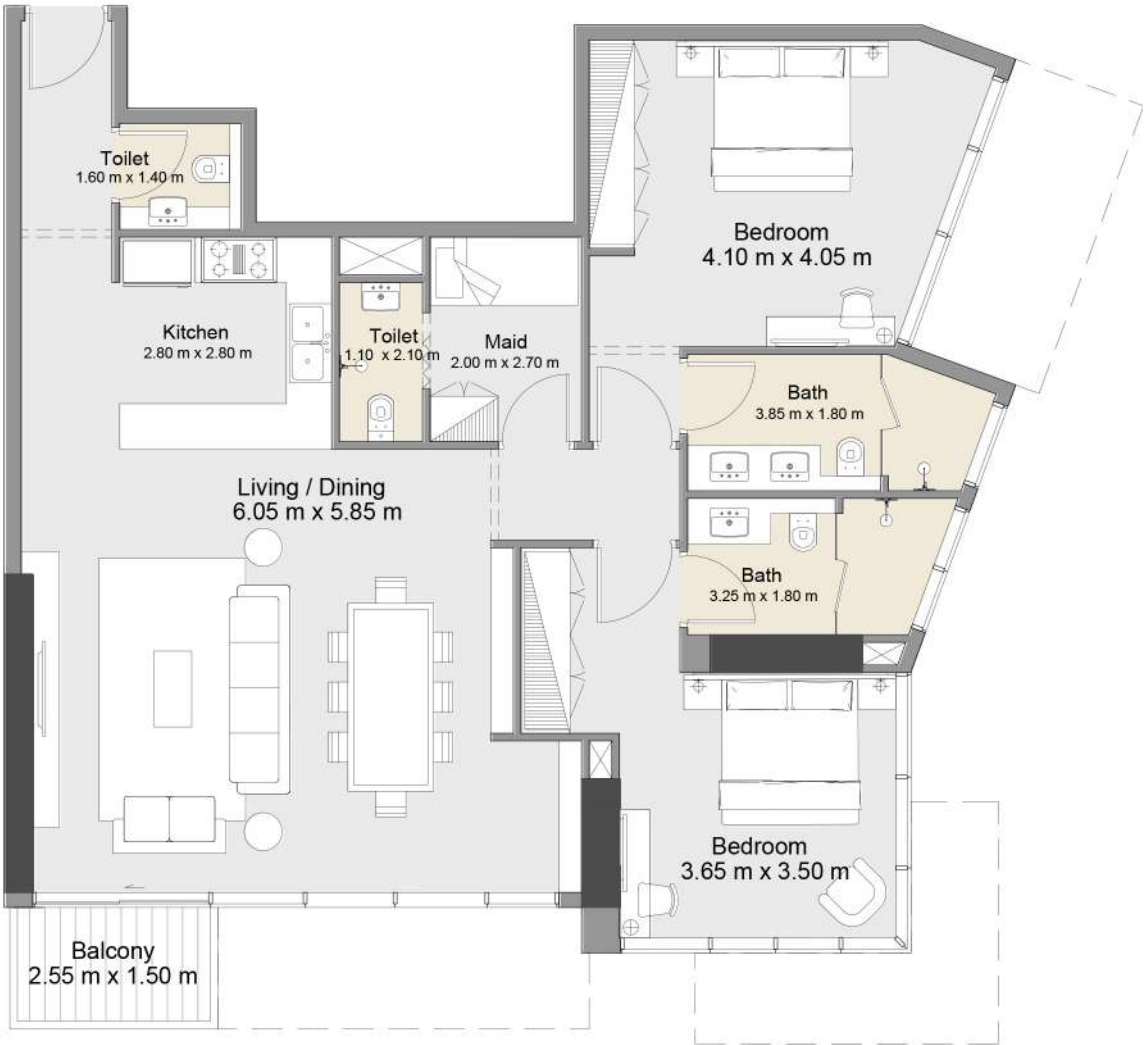 Toilet
1.60 m x 1.40 m
Bedroom
4.10 m x 4.05 m
Kitchen
2.80 m x 2.80 m
Toilet
1.10 x 2.10 m
Maid
2.00 m x 2.70 m
Bath
3.85 m x 1.80 m
Living / Dining
6.05 m x 5.85 m
Bath
3.25 m x 1.80 m
Bedroom
3.65 m x 3.50 m
Balcony
2.55 m x 1.50 m